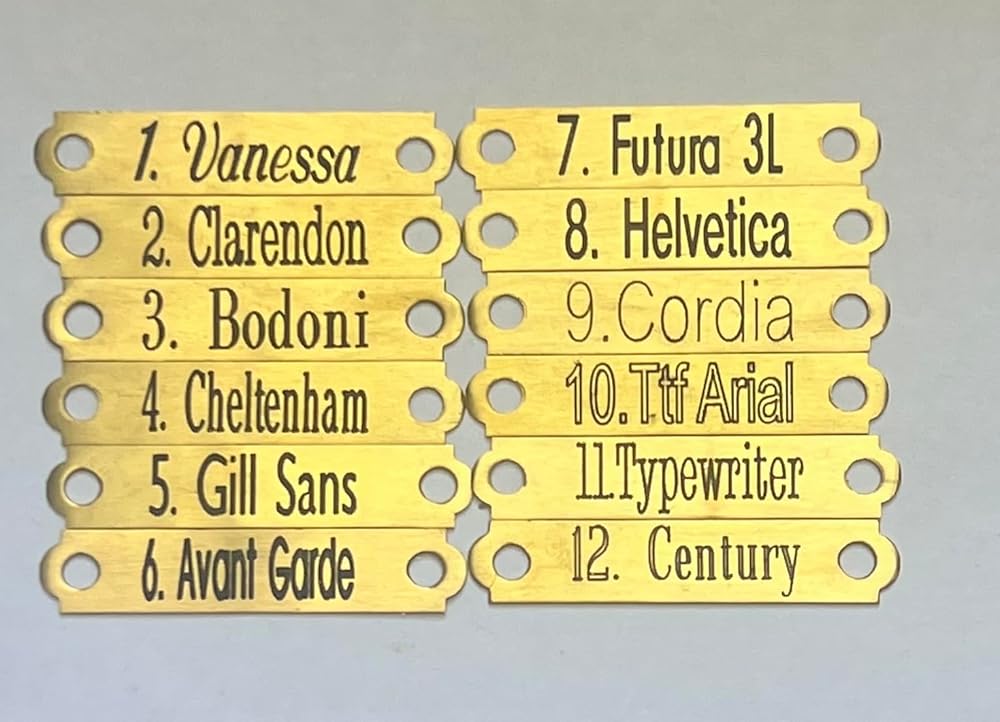 1. Vanessa
2. Clarendon
3. Bodoni
4. Cheltenham
5. Gill Sans
6. Avant Garde
7. Futura 3L
8. Helvetica
9.Cordia
10.Ttf Arial
11.Typewriter
12. Century